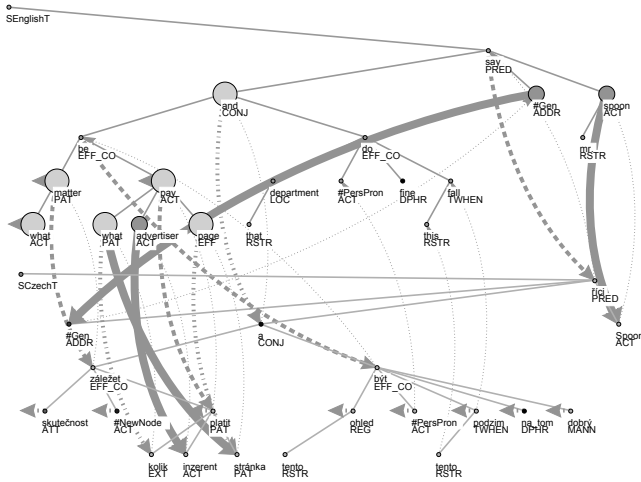 SEnglishT
say
PRED
and
CONJ
#Gen
ADDR
spoon
ACT
be
EFF_CO
do
EFF_CO
mr
RSTR
matter
PAT
pay
ACT
department
LOC
#PersPron
ACT
fine
DPHR
fall
TWHEN
what
ACT
what
PAT
advertiser
ACT
page
EFF
that
RSTR
this
RSTR
SCzechT
říci
PRED
#Gen
ADDR
a
CONJ
Spoon
ACT
záležet
EFF_CO
být
EFF_CO
skutečnost
ATT
#NewNode
ACT
platit
PAT
ohled
REG
#PersPron
ACT
podzim
TWHEN
na_tom
DPHR
dobrý
MANN
kolik
EXT
inzerent
ACT
stránka
PAT
tento
RSTR
tento
RSTR